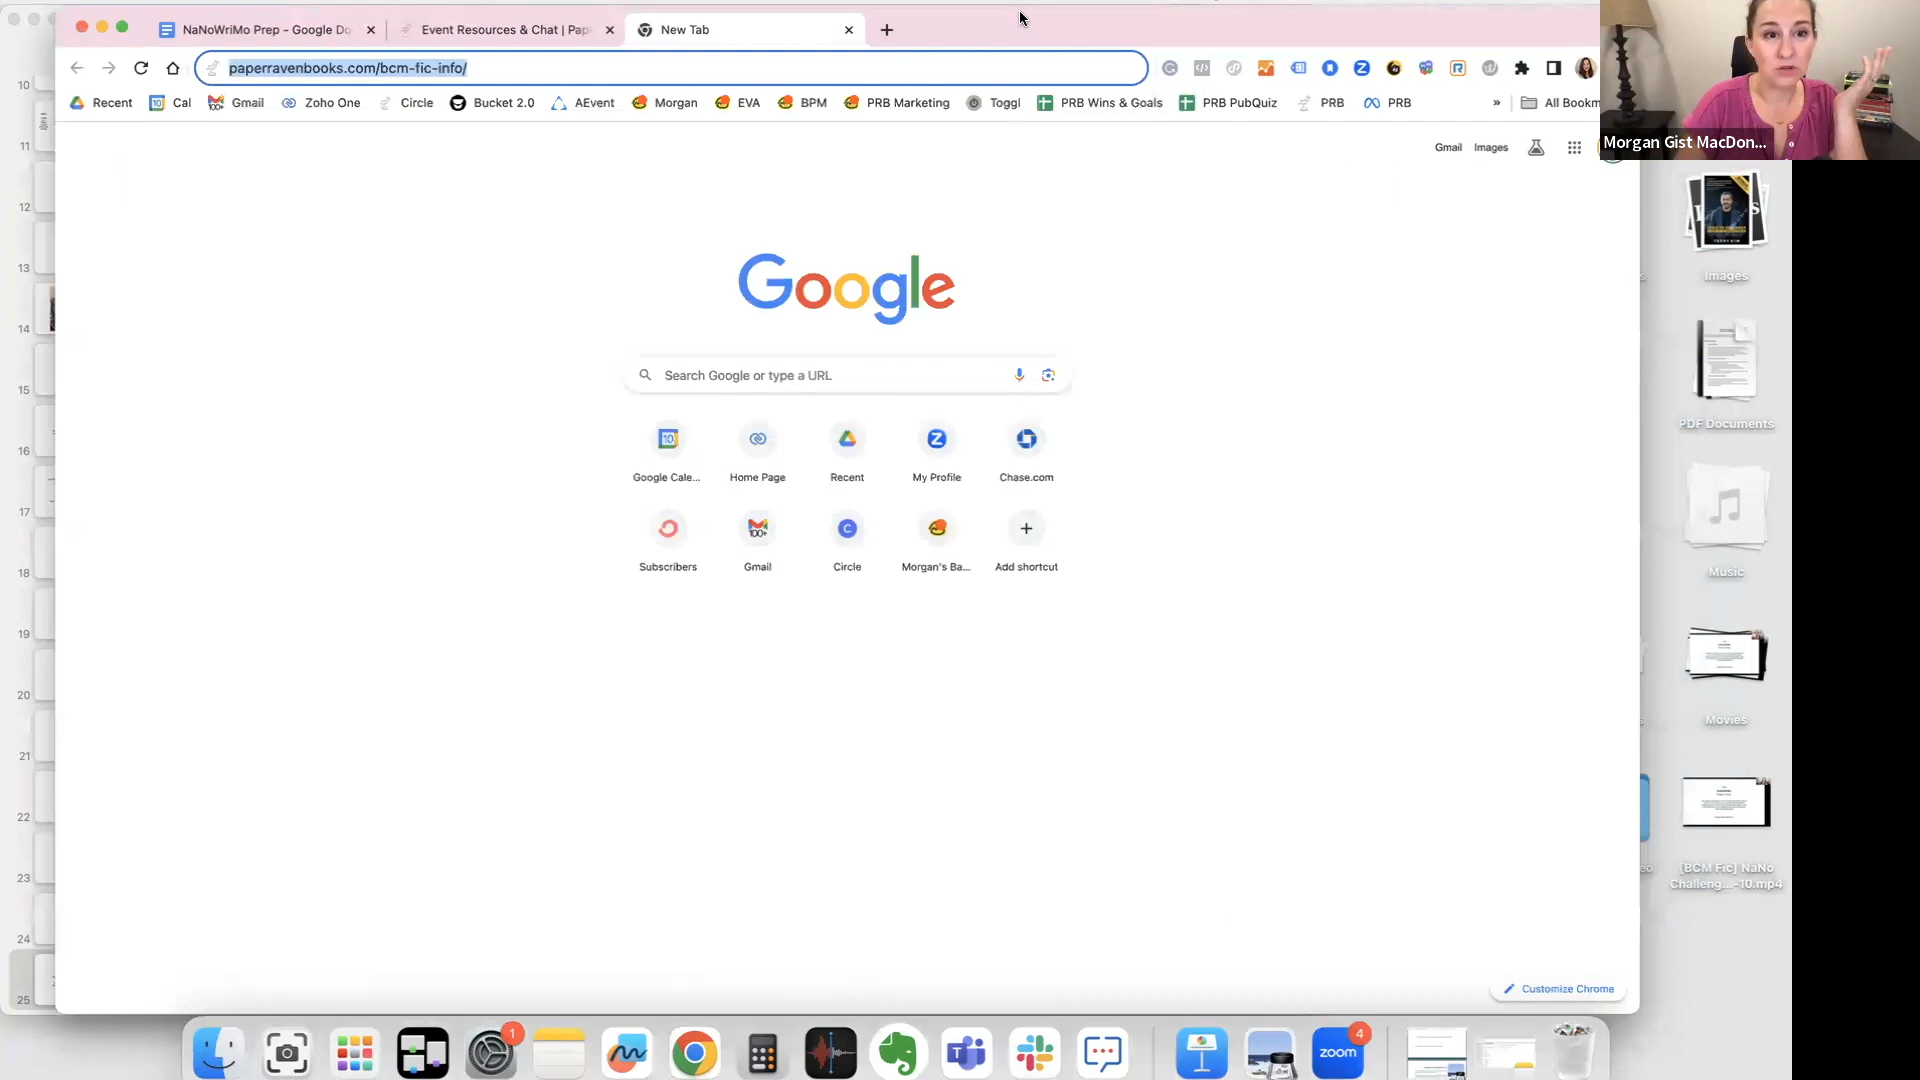 NaNoWriMo Prep - Google Do
Event Resources & Chat | Pap
New Tab
paperravenbooks.com/bcm-fic-info/
Recent
Cal
Gmail
Zoho One
Circle
Bucket 2.0
AEvent
Morgan
EVA
BPM
PRB Marketing
Toggl
PRB Wins & Goals
PRB PubQuiz
PRB
PRB
»
All Bookm
Morgan Gist MacDon...
Gmail
Images
Google
Search Google or type a URL
Google Cale...
Home Page
Recent
My Profile
Chase.com
Subscribers
Gmail
Circle
Morgan's Ba...
Add shortcut
Customize Chrome
10
11
12
13
14
15
16
17
18
19
20
21
22
23
24
25
Images
PDF Documents
Music
Movies
[BCM Fic] NaNo
Challeng...-10.mp4
1
zoom
4